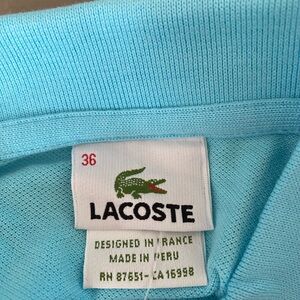 36
LACOSTE
DESIGNED IN FRANCE
MADE IN PERU
RN 87651-CA 16998